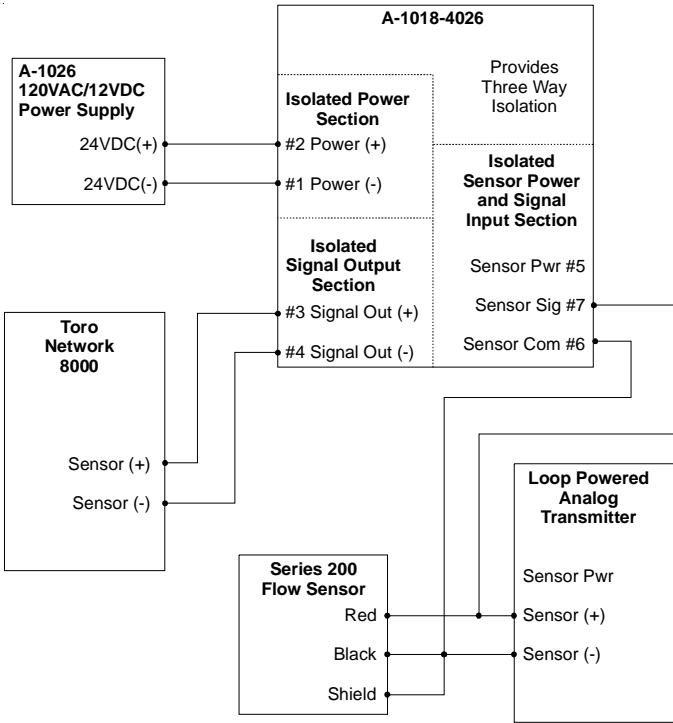 A-1018-4026
Provides
Three Way
Isolation
A-1026
120VAC/12VDC
Power Supply
24VDC(+)
24VDC(-)
Isolated Power
Section
#2 Power (+)
#1 Power (-)
Isolated
Sensor Power
and Signal
Input Section
Sensor Pwr #5
Sensor Sig #7
Sensor Com #6
Isolated
Signal Output
Section
#3 Signal Out (+)
#4 Signal Out (-)
Toro
Network
8000
Sensor (+)
Sensor (-)
Series 200
Flow Sensor
Red
Black
Shield
Loop Powered
Analog
Transmitter
Sensor Pwr
Sensor (+)
Sensor (-)